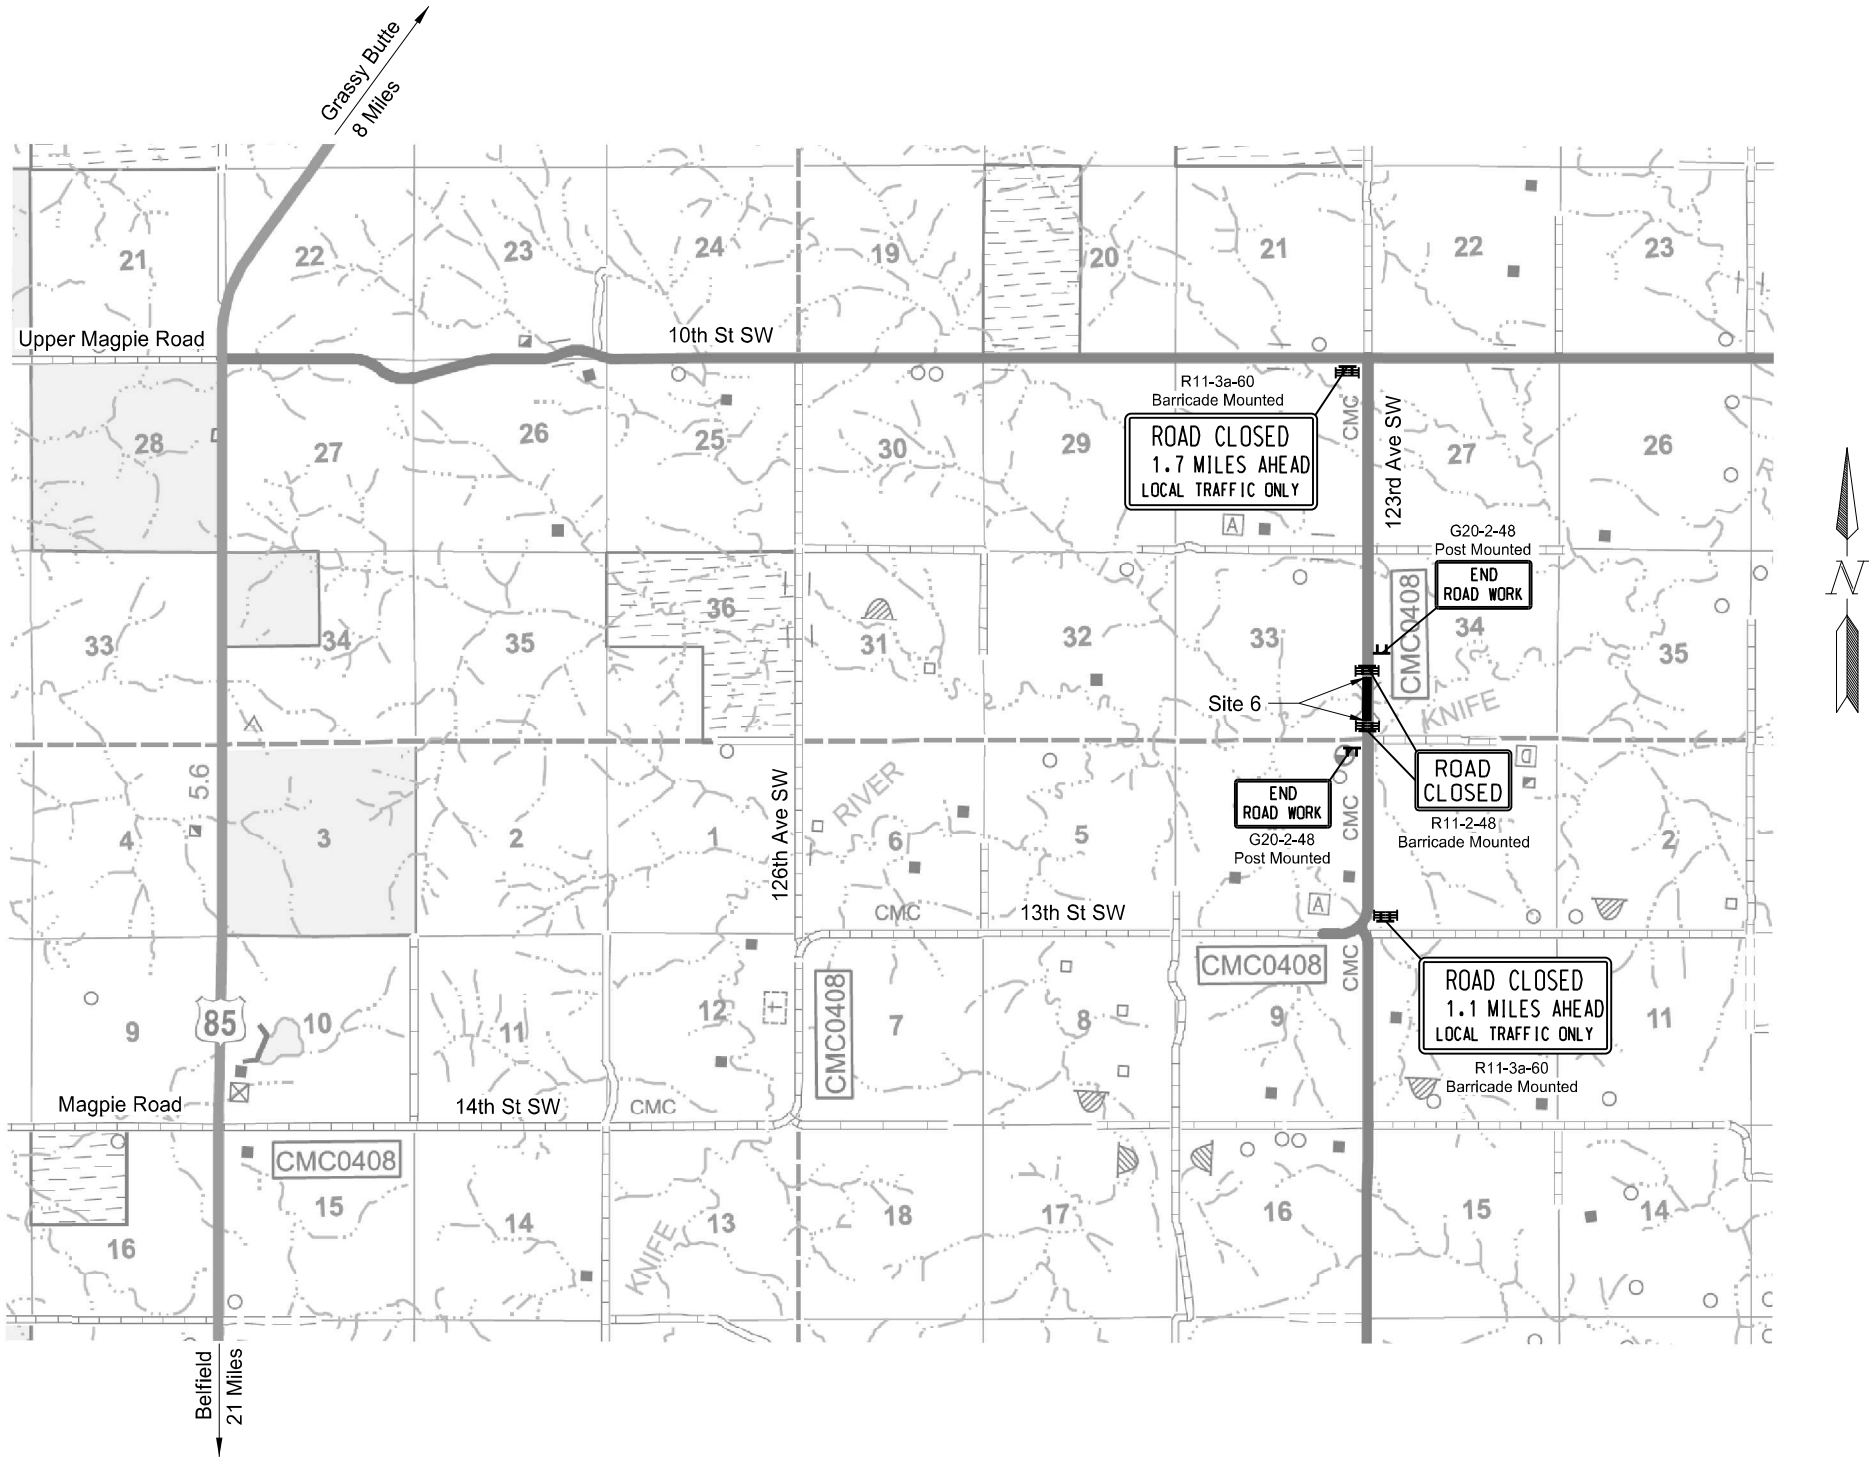 Grassy Butte
8 Miles
21
22
23
24
19
20
21
22
23
Upper Magpie Road
10th St SW
R11-3a-60
Barricade Mounted
ROAD CLOSED
1.7 MILES AHEAD
LOCAL TRAFFIC ONLY
CMC
123rd Ave SW
28
27
26
25
30
29
27
26
A
G20-2-48
Post Mounted
END
ROAD WORK
CMC0408
N
33
34
35
36
31
32
33
34
35
Site 6
KNIFE
5.6
4
3
2
1
126th Ave SW
RIVER
6
5
END
ROAD WORK
G20-2-48
Post Mounted
CMC
ROAD
CLOSED
R11-2-48
Barricade Mounted
2
CMC
13th St SW
A
CMC0408
CMC
ROAD CLOSED
1.1 MILES AHEAD
LOCAL TRAFFIC ONLY
R11-3a-60
Barricade Mounted
9
85
10
11
12
CMC0408
7
8
9
11
Magpie Road
14th St SW
CMC
CMC0408
16
15
14
KNIFE
13
18
17
16
15
14
Belfield
21 Miles